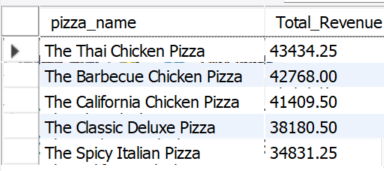 pizza_name Total_Revenue
The Thai Chicken Pizza 43434.25
The Barbecue Chicken Pizza 42768.00
The California Chicken Pizza 41409.50
The Classic Deluxe Pizza 38180.50
The Spicy Italian Pizza 34831.25